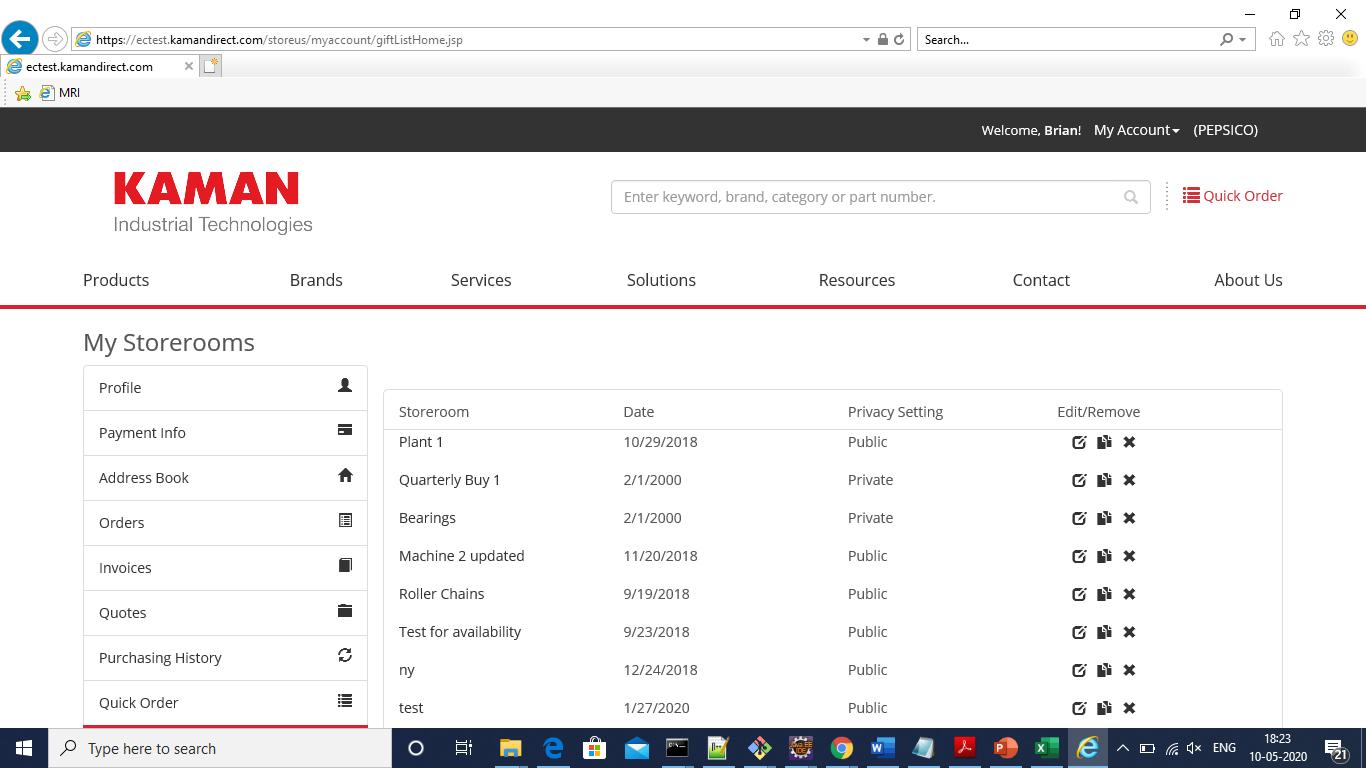 https://ectest.kamandirect.com/storeus/myaccount/giftListHome.jsp
Search...
ectest.kamandirect.com
MRI
Welcome, Brian! My Account (PEPSICO)
KAMAN
Industrial Technologies
Enter keyword, brand, category or part number.
Quick Order
Products Brands Services Solutions Resources Contact About Us
My Storerooms
Profile
Payment Info
Address Book
Orders
Invoices
Quotes
Purchasing History
Quick Order
Storeroom Date Privacy Setting Edit/Remove
Plant 1 10/29/2018 Public
Quarterly Buy 1 2/1/2000 Private
Bearings 2/1/2000 Private
Machine 2 updated 11/20/2018 Public
Roller Chains 9/19/2018 Public
Test for availability 9/23/2018 Public
ny 12/24/2018 Public
test 1/27/2020 Public
Type here to search
ENG
18:23
10-05-2020
21